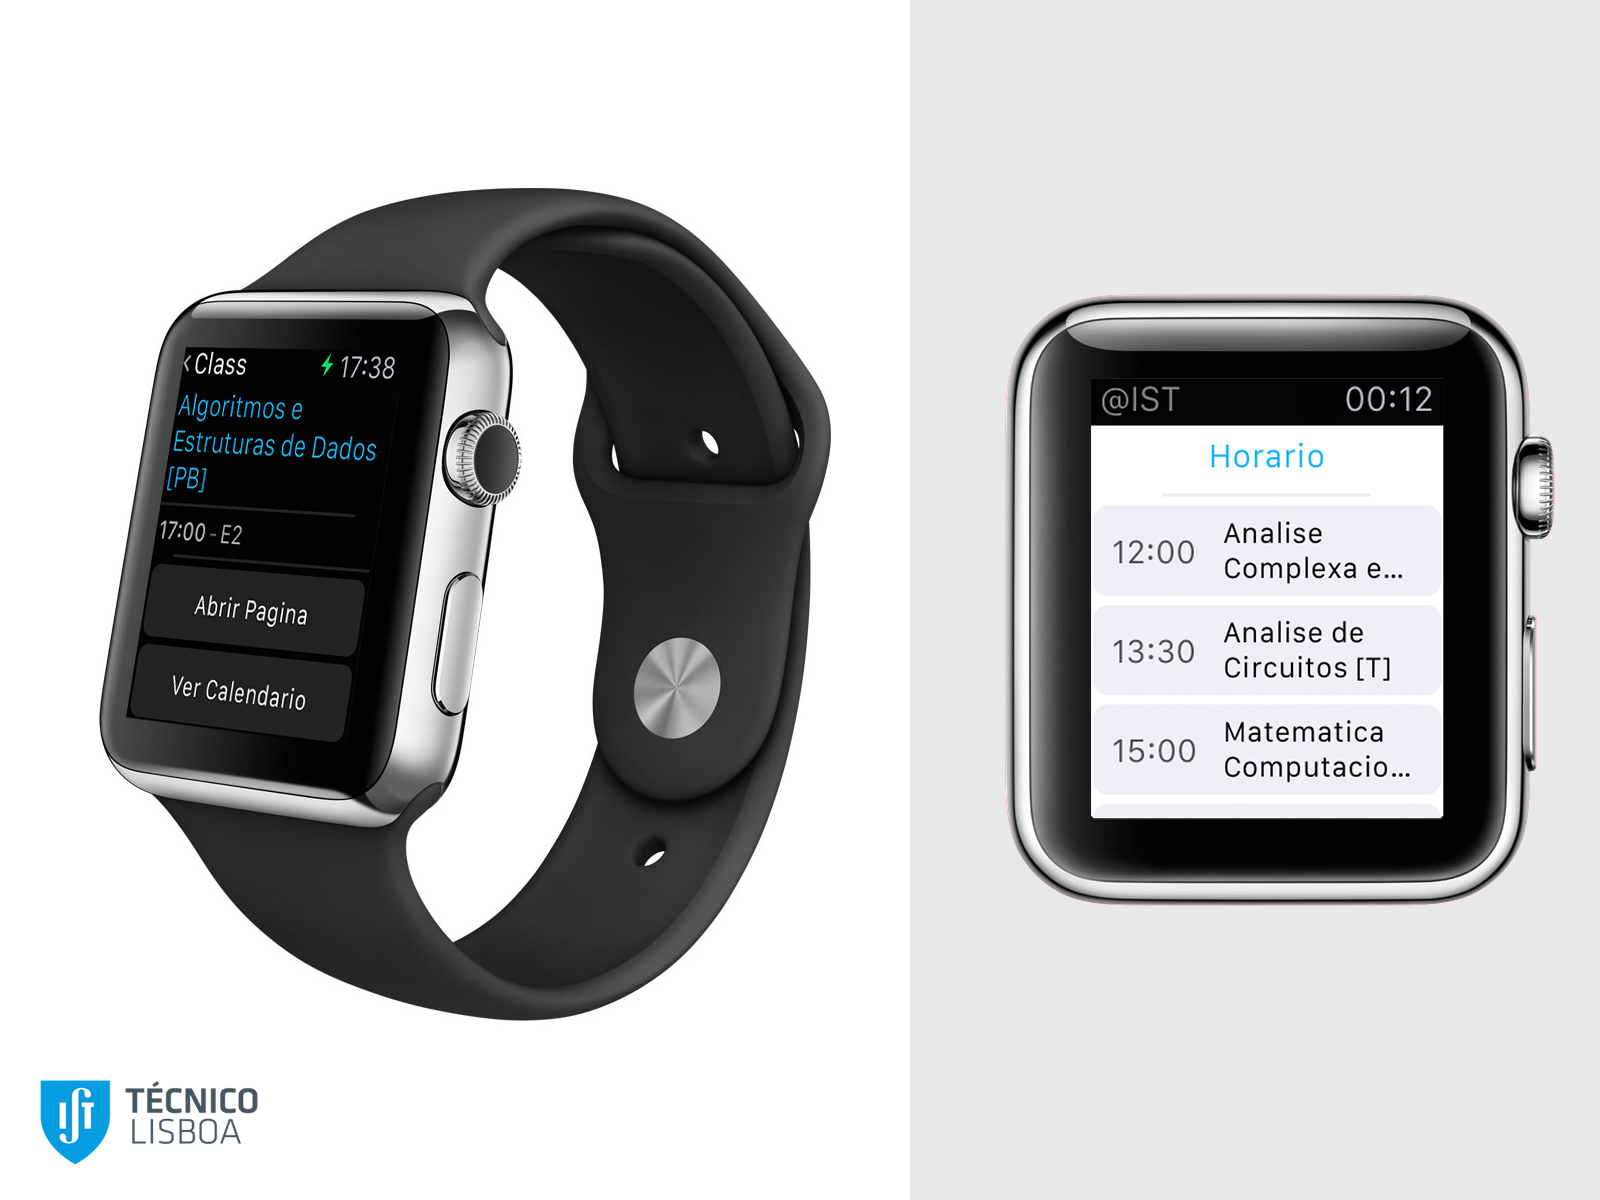 ‹ Class 17:38
Algoritmos e
Estruturas de Dados
[PB]
17:00 - E2
Abrir Pagina
Ver Calendario
@IST 00:12
Horario
12:00 Analise
Complexa e...
13:30 Analise de
Circuitos [T]
15:00 Matematica
Computacio...
IST TÉCNICO
LISBOA